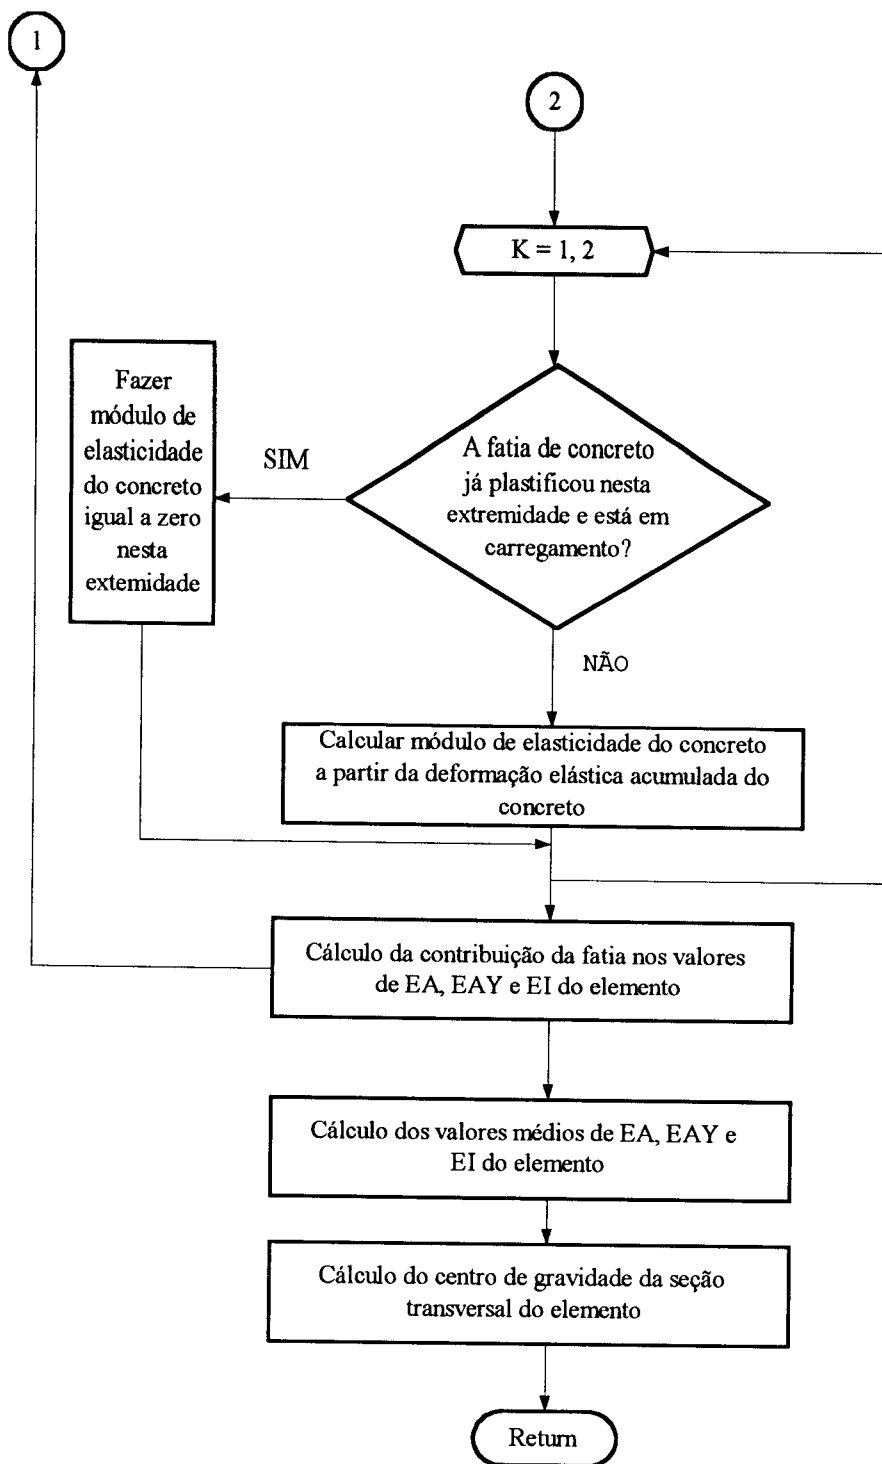 1
2
K = 1, 2
Fazer
módulo de
elasticidade
do concreto
igual a zero
nesta
extemidade
SIM
A fatia de concreto
já plastificou nesta
extremidade e está em
carregamento?
NÃO
Calcular módulo de elasticidade do concreto
a partir da deformação elástica acumulada do
concreto
Cálculo da contribuição da fatia nos valores
de EA, EAY e EI do elemento
Cálculo dos valores médios de EA, EAY e
EI do elemento
Cálculo do centro de gravidade da seção
transversal do elemento
Return